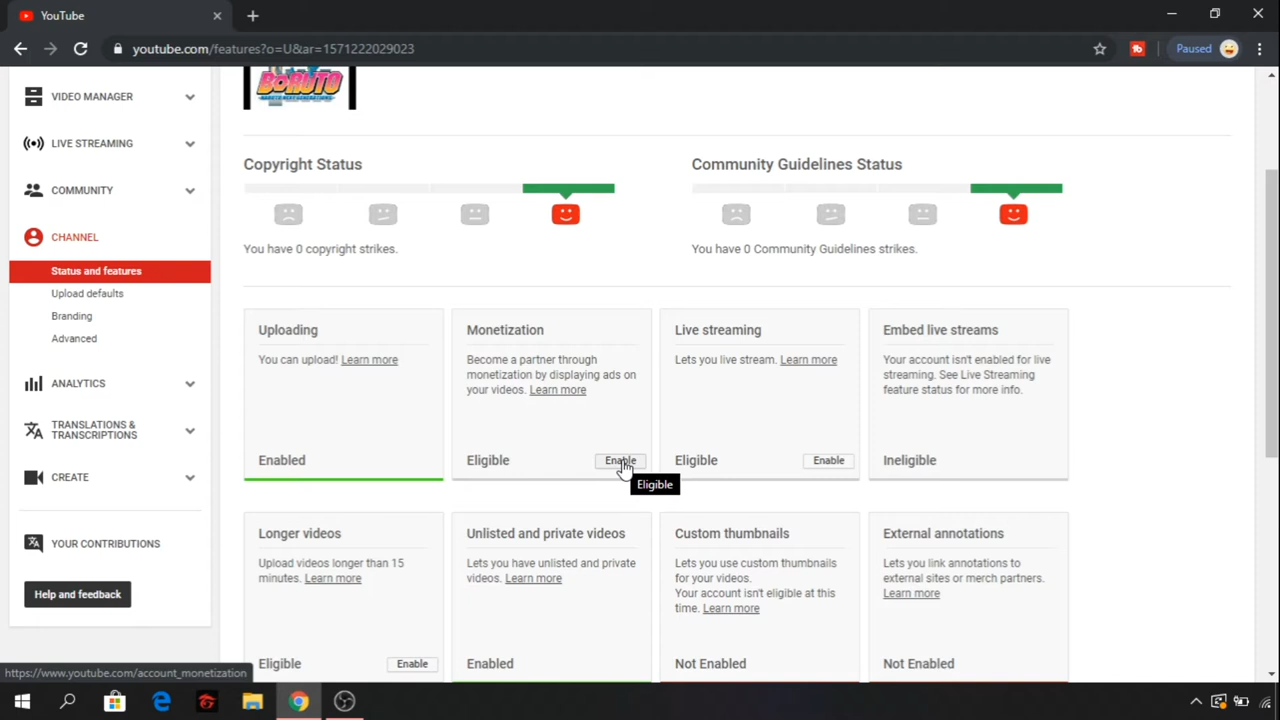 YouTube
youtube.com/features?o=U&ar=1571222029023
Paused
VIDEO MANAGER
LIVE STREAMING
COMMUNITY
CHANNEL
Status and features
Upload defaults
Branding
Advanced
ANALYTICS
TRANSLATIONS &
TRANSCRIPTIONS
CREATE
YOUR CONTRIBUTIONS
Help and feedback
BORUTO
Copyright Status
You have 0 copyright strikes.
Community Guidelines Status
You have 0 Community Guidelines strikes.
Uploading
You can upload! Learn more
Enabled
Monetization
Become a partner through
monetization by displaying ads on
your videos. Learn more
Eligible
Enable
Eligible
Live streaming
Lets you live stream. Learn more
Eligible
Enable
Embed live streams
Your account isn't enabled for live
streaming. See Live Streaming
feature status for more info.
Ineligible
Longer videos
Upload videos longer than 15
minutes. Learn more
Eligible
Enable
Unlisted and private videos
Lets you have unlisted and private
videos. Learn more
Enabled
Custom thumbnails
Lets you use custom thumbnails
for your videos.
Your account isn't eligible at this
time. Learn more
Not Enabled
External annotations
Lets you link annotations to
external sites or merch partners.
Learn more
Not Enabled
https://www.youtube.com/account_monetization